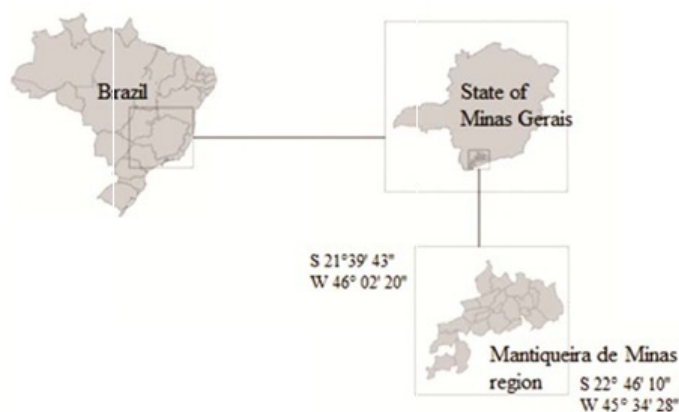 Brazil
State of
Minas Gerais
S 21°39' 43"
W 46° 02' 20"
Mantiqueira de Minas
region
S 22° 46' 10"
W 45° 34' 28"